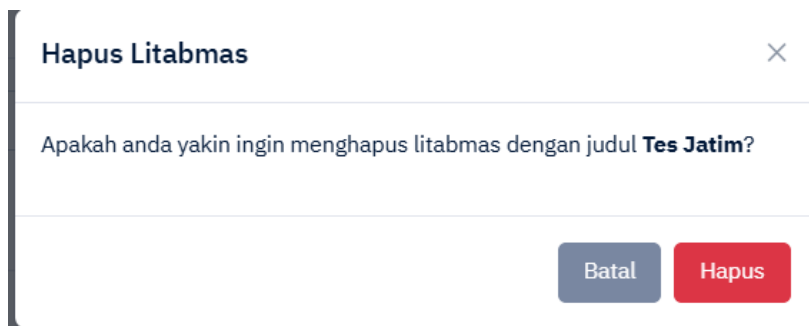 Hapus Litabmas
Apakah anda yakin ingin menghapus litabmas dengan judul Tes Jatim?
Batal
Hapus